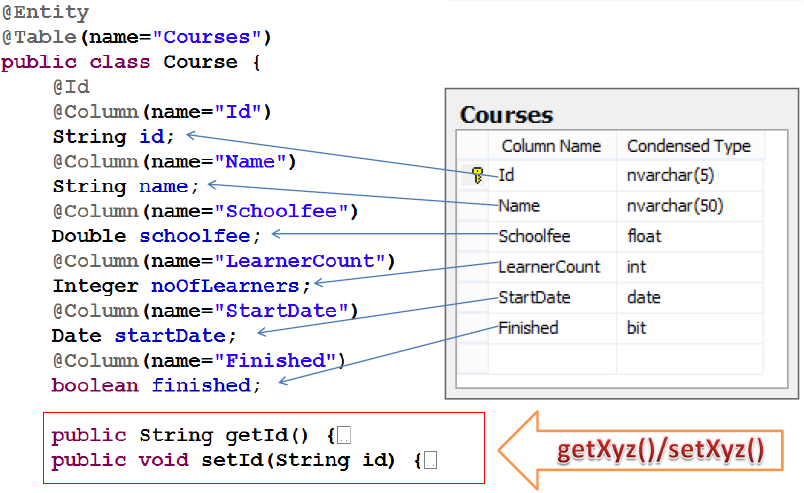 @Entity
@Table(name="Courses")
public class Course {
@Id
@Column(name="Id")
String id;
@Column(name="Name")
String name;
@Column(name="Schoolfee")
Double schoolfee;
@Column(name="LearnerCount")
Integer noOfLearners;
@Column(name="StartDate")
Date startDate;
@Column(name="Finished")
boolean finished;
public String getId() {
public void setId(String id) {
Courses
Column Name Condensed Type
Id nvarchar(5)
Name nvarchar(50)
Schoolfee float
LearnerCount int
StartDate date
Finished bit
getXyz()/setXyz()